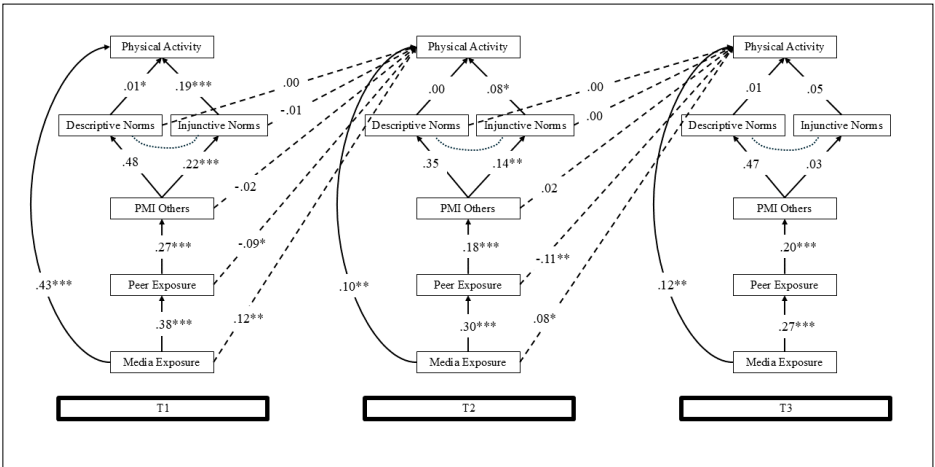 Physical Activity
Physical Activity
Physical Activity
.01*
.19***
.00
.00
.08*
.00
.01
.05
-.01
.00
Descriptive Norms
Injunctive Norms
Descriptive Norms
Injunctive Norms
Descriptive Norms
Injunctive Norms
.48
.22***
.35
.14**
.47
.03
-.02
.02
PMI Others
PMI Others
PMI Others
.27***
-.09*
.18***
-.11**
.20***
.43***
Peer Exposure
.10**
Peer Exposure
.12**
Peer Exposure
.38***
.12**
.30***
.08*
.27***
Media Exposure
Media Exposure
Media Exposure
T1
T2
T3